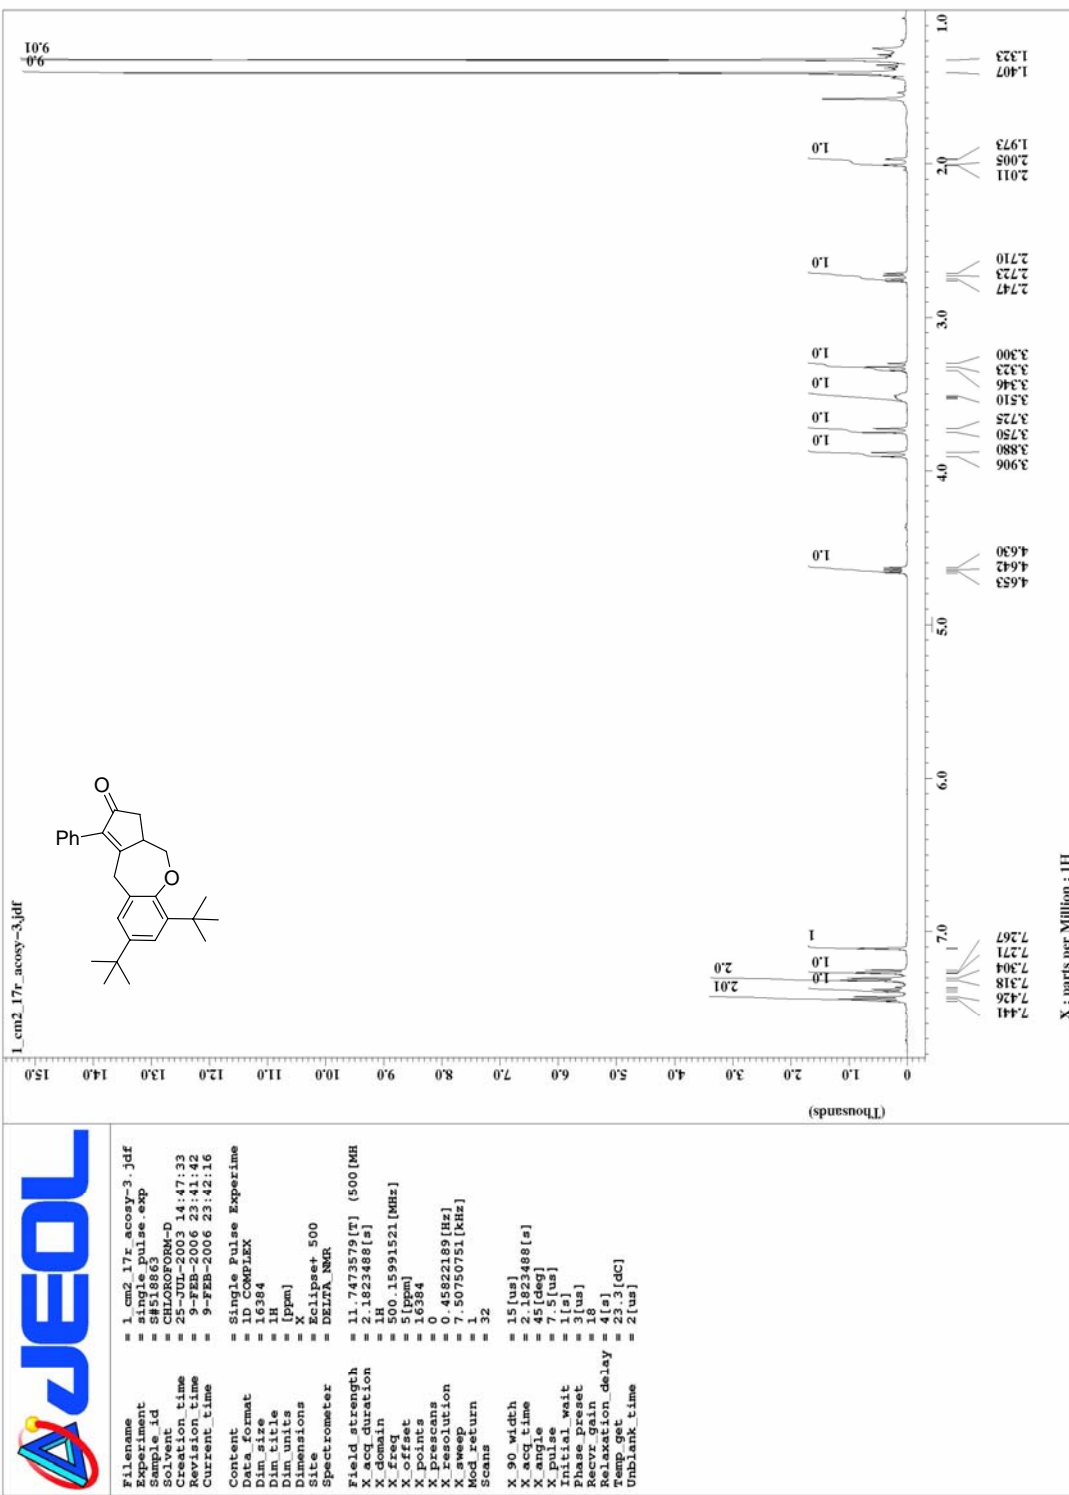 JEOL
Filename = 1_cm2_17r_acosy-3.jdf
Experiment = single_pulse.exp
Sample_id = S#518863
Solvent = CHLOROFORM-D
Creation_time = 25-JUL-2003 14:47:33
Revision_time = 9-FEB-2006 23:41:42
Current_time = 9-FEB-2006 23:42:16
Content = Single Pulse Experime
Data_format = 1D COMPLEX
Dim_size = 16384
Dim_title = 1H
Dim_units = [ppm]
Dimensions = X
Site = Eclipse+ 500
Spectrometer = DELTA_NMR
Field_strength = 11.7473579[T] (500[MH
X_acq_duration = 2.1823488[s]
X_domain = 1H
X_freq = 500.15991521[MHz]
X_offset = 5[ppm]
X_points = 16384
X_prescans = 0
X_resolution = 0.45822189[Hz]
X_sweep = 7.50750751[kHz]
Mod_return = 1
Scans = 32
X_90_width = 15[us]
X_acq_time = 2.1823488[s]
X_angle = 45[deg]
X_pulse = 7.5[us]
Initial_wait = 1[s]
Phase_preset = 3[us]
Recvr_gain = 18
Relaxation_delay = 4[s]
Temp_get = 23.3[dC]
Unblank_time = 2[us]
1_cm2_17r_acosy-3.jdf
Ph
O
O
(Thousands)
15.0
14.0
13.0
12.0
11.0
10.0
9.0
8.0
7.0
6.0
5.0
4.0
3.0
2.0
1.0
0
2.01
2.0
1.0
1.0
1
1.0
1.0
1.0
1.0
1.0
1.0
1.0
9.0
9.01
7.0 6.0 5.0 4.0 3.0 2.0 1.0
7.441
7.426
7.318
7.304
7.271
7.267
4.653
4.642
4.630
3.906
3.880
3.750
3.725
3.510
3.346
3.323
3.300
2.747
2.723
2.710
2.011
2.005
1.973
1.407
1.323
X : parts per Million : 1H